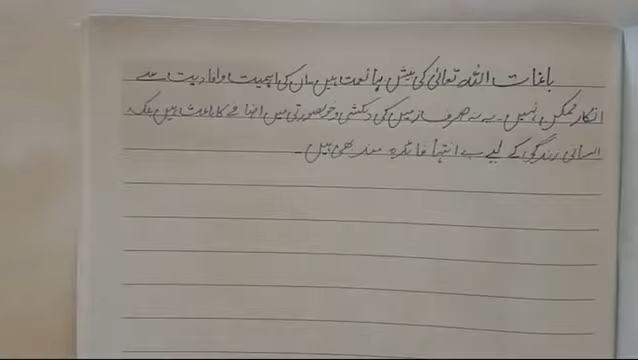 باغات اللہ تعالیٰ کی بیش بہا نعمت ہیں۔ ان کی اہمیت و افادیت سے
انکار ممکن نہیں۔ یہ نہ صرف زمین کی دلکشی و خوبصورتی میں اضافے کا باعث ہیں بلکہ
انسانی زندگی کے لیے بے انتہا فائدہ مند بھی ہیں۔